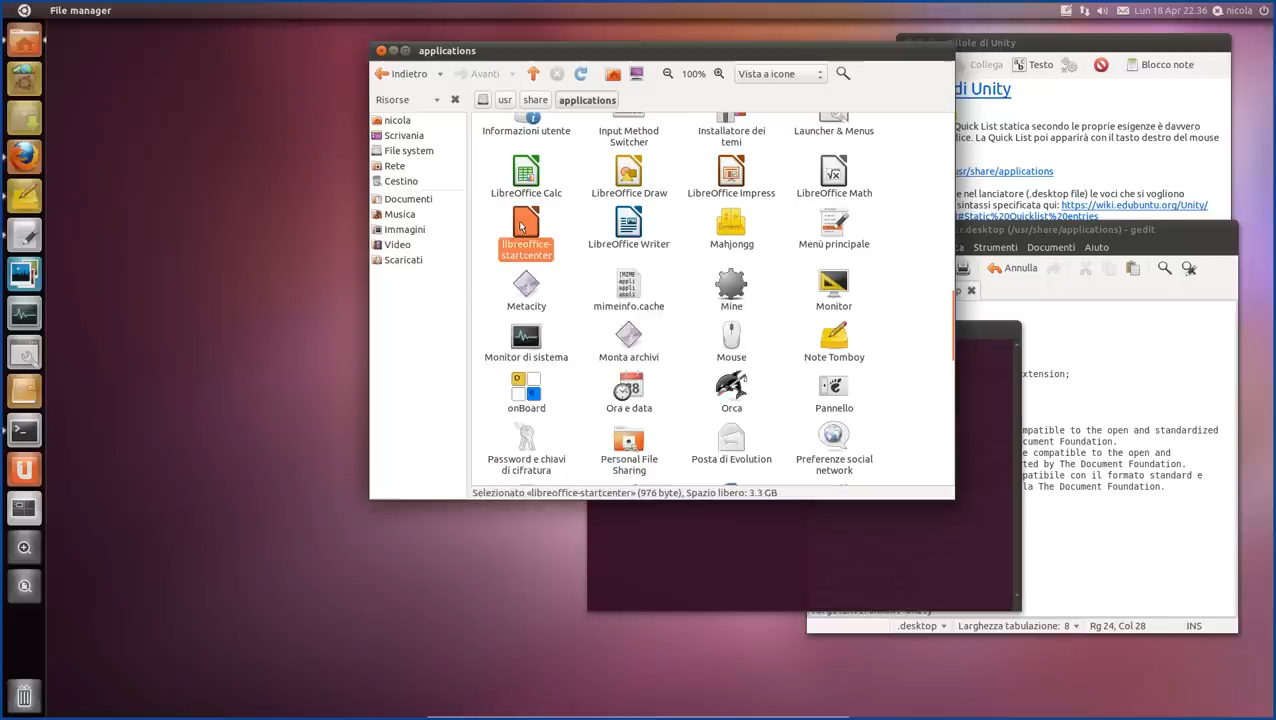 File manager
Lun 18 Apr 22.36
nicola
applications
Indietro
Avanti
100%
Vista a icone
Risorse
usr
share
applications
nicola
Scrivania
File system
Rete
Cestino
Documenti
Musica
Immagini
Video
Scaricati
Informazioni utente
Input Method Switcher
Installatore dei temi
Launcher & Menus
LibreOffice Calc
LibreOffice Draw
LibreOffice Impress
LibreOffice Math
libreoffice-startcenter
LibreOffice Writer
Mahjongg
Menù principale
Metacity
mimeinfo.cache
Mine
Monitor
Monitor di sistema
Monta archivi
Mouse
Note Tomboy
onBoard
Ora e data
Orca
Pannello
Password e chiavi di cifratura
Personal File Sharing
Posta di Evolution
Preferenze social network
Selezionato «libreoffice-startcenter» (976 byte), Spazio libero: 3.3 GB
di Unity
Collega
Testo
Blocco note
di Unity
Quick List statica secondo le proprie esigenze è davvero
lice. La Quick List poi apparirà con il tasto destro del mouse
usr/share/applications
e nel lanciatore (.desktop file) le voci che si vogliono
sintassi specificata qui: https://wiki.edubuntu.org/Unity/
#Static%20Quicklist%20entries
r.desktop (/usr/share/applications) - gedit
ca
Strumenti
Documenti
Aiuto
Annulla
xtension;
mpatible to the open and standardized
cument Foundation.
e compatible to the open and
rted by The Document Foundation.
mpatibile con il formato standard e
la The Document Foundation.
.desktop
Larghezza tabulazione: 8
Rg 24, Col 28
INS